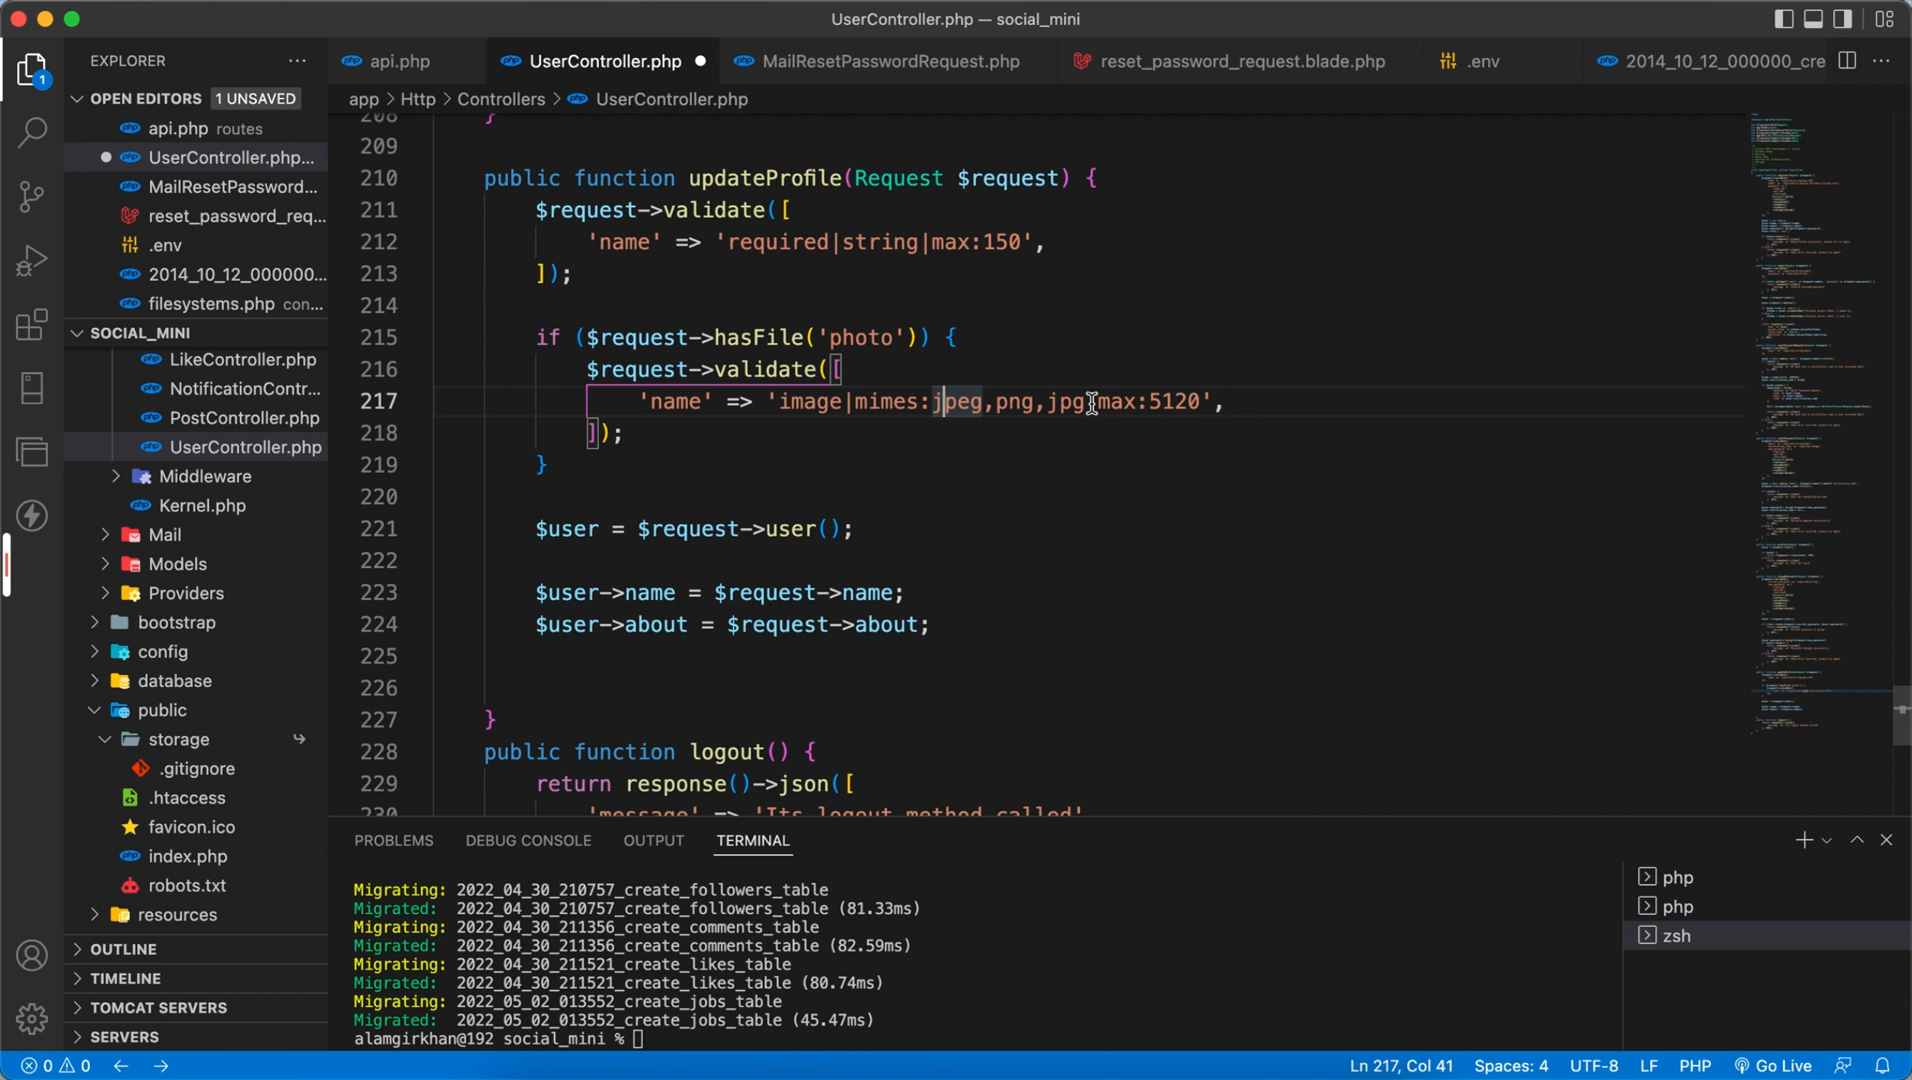 UserController.php — social_mini
EXPLORER
OPEN EDITORS 1 UNSAVED
api.php routes
UserController.php...
MailResetPassword...
reset_password_req...
.env
2014_10_12_000000...
filesystems.php con...
SOCIAL_MINI
LikeController.php
NotificationContr...
PostController.php
UserController.php
Middleware
Kernel.php
Mail
Models
Providers
bootstrap
config
database
public
storage
.gitignore
.htaccess
favicon.ico
index.php
robots.txt
resources
OUTLINE
TIMELINE
TOMCAT SERVERS
SERVERS
api.php UserController.php MailResetPasswordRequest.php reset_password_request.blade.php .env 2014_10_12_000000_cre
app > Http > Controllers > UserController.php
208 }
209
210 public function updateProfile(Request $request) {
211 $request->validate([
212 'name' => 'required|string|max:150',
213 ]);
214
215 if ($request->hasFile('photo')) {
216 $request->validate([
217 'name' => 'image|mimes:jpeg,png,jpg|max:5120',
218 ]);
219 }
220
221 $user = $request->user();
222
223 $user->name = $request->name;
224 $user->about = $request->about;
225
226
227 }
228 public function logout() {
229 return response()->json([
230 'message' => 'Its logout method called'
PROBLEMS DEBUG CONSOLE OUTPUT TERMINAL
Migrating: 2022_04_30_210757_create_followers_table
Migrated: 2022_04_30_210757_create_followers_table (81.33ms)
Migrating: 2022_04_30_211356_create_comments_table
Migrated: 2022_04_30_211356_create_comments_table (82.59ms)
Migrating: 2022_04_30_211521_create_likes_table
Migrated: 2022_04_30_211521_create_likes_table (80.74ms)
Migrating: 2022_05_02_013552_create_jobs_table
Migrated: 2022_05_02_013552_create_jobs_table (45.47ms)
alamgirkhan@192 social_mini %
php
php
zsh
0 0 Ln 217, Col 41 Spaces: 4 UTF-8 LF PHP Go Live